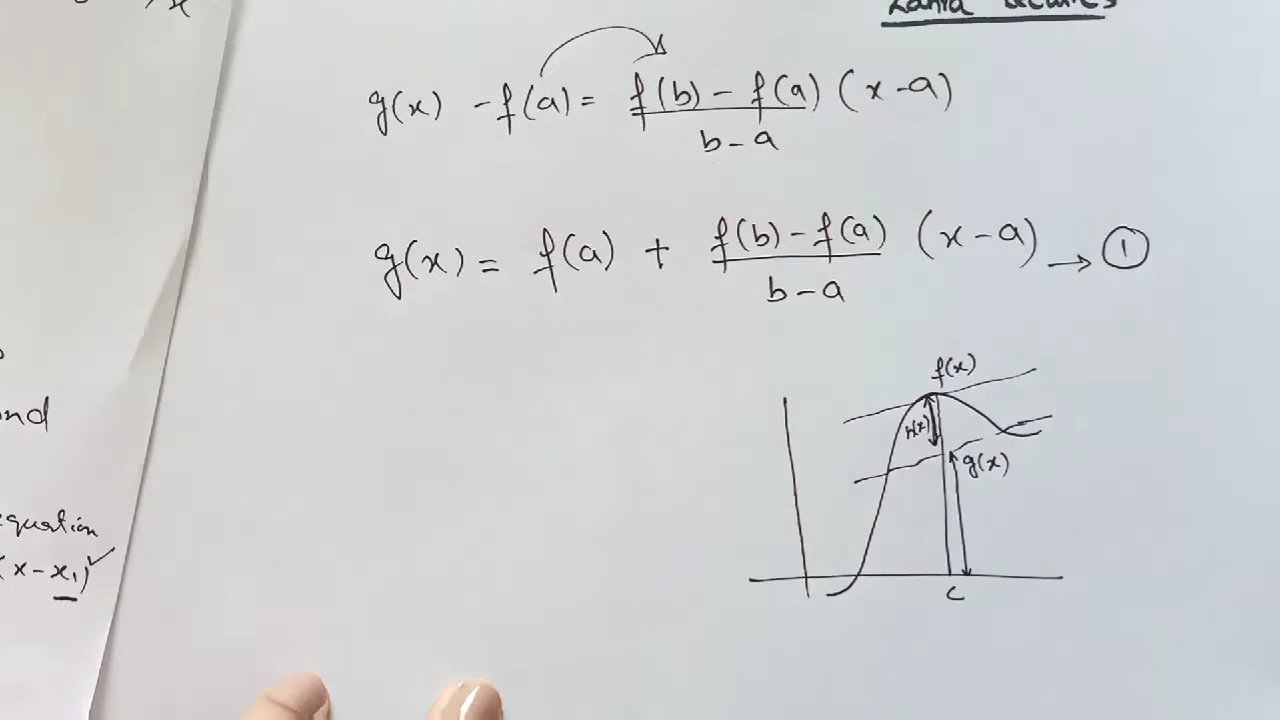 x
g(x) - f(a) = f(b) - f(a) (x - a)
b - a
g(x) = f(a) + f(b) - f(a) (x - a) → ①
b - a
f(x)
h(x)
g(x)
c
nd
equation
(x - x₁) ✓